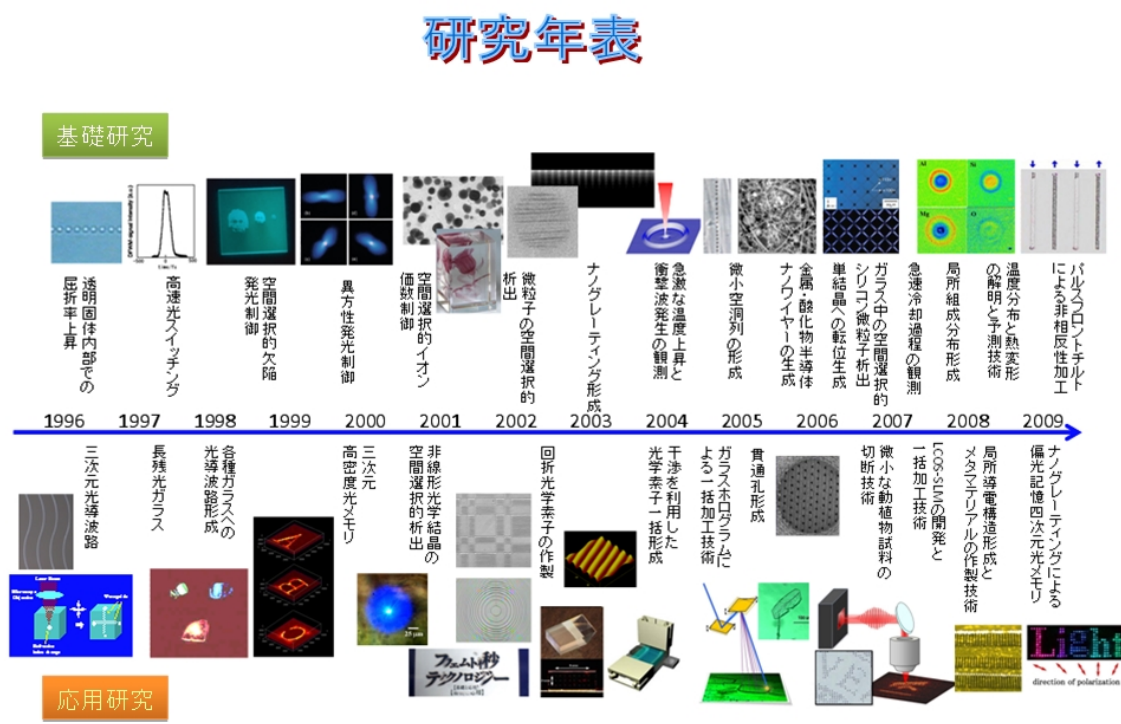 研究年表
基礎研究
透明固体内部での
屈折率上昇
高速光スイッチング
空間選択的欠陥
発光制御
異方性発光制御
空間選択的イオン
価数制御
微粒子の空間選択的
析出
ナノグレーティング形成
急激な温度上昇と
衝撃波発生の観測
微小空洞列の形成
金属・酸化物半導体
ナノワイヤーの生成
ガラス中の空間選択的
シリコン微粒子析出
単結晶への転位生成
急速冷却過程の観測
局所組成分布形成
温度分布と熱変形
の解明と予測技術
パルスフロントチルト
による非相反性加工
Al
Si
Mg
O
1996 1997 1998 1999 2000 2001 2002 2003 2004 2005 2006 2007 2008 2009
三次元光導波路
長残光ガラス
各種ガラスへの
光導波路形成
三次元
高密度光メモリ
非線形光学結晶の
空間選択的析出
回折光学素子の作製
干渉を利用した
光学素子一括形成
ガラスホログラムに
よる一括加工技術
貫通孔形成
微小な動植物試料の
切断技術
LCOS-SLMの開発と
一括加工技術
局所導電構造形成と
メタマテリアルの作製技術
ナノグレーティングによる
偏光記憶四次元光メモリ
25 μm
フェムト秒
テクノロジー
Light
direction of polarization
応用研究